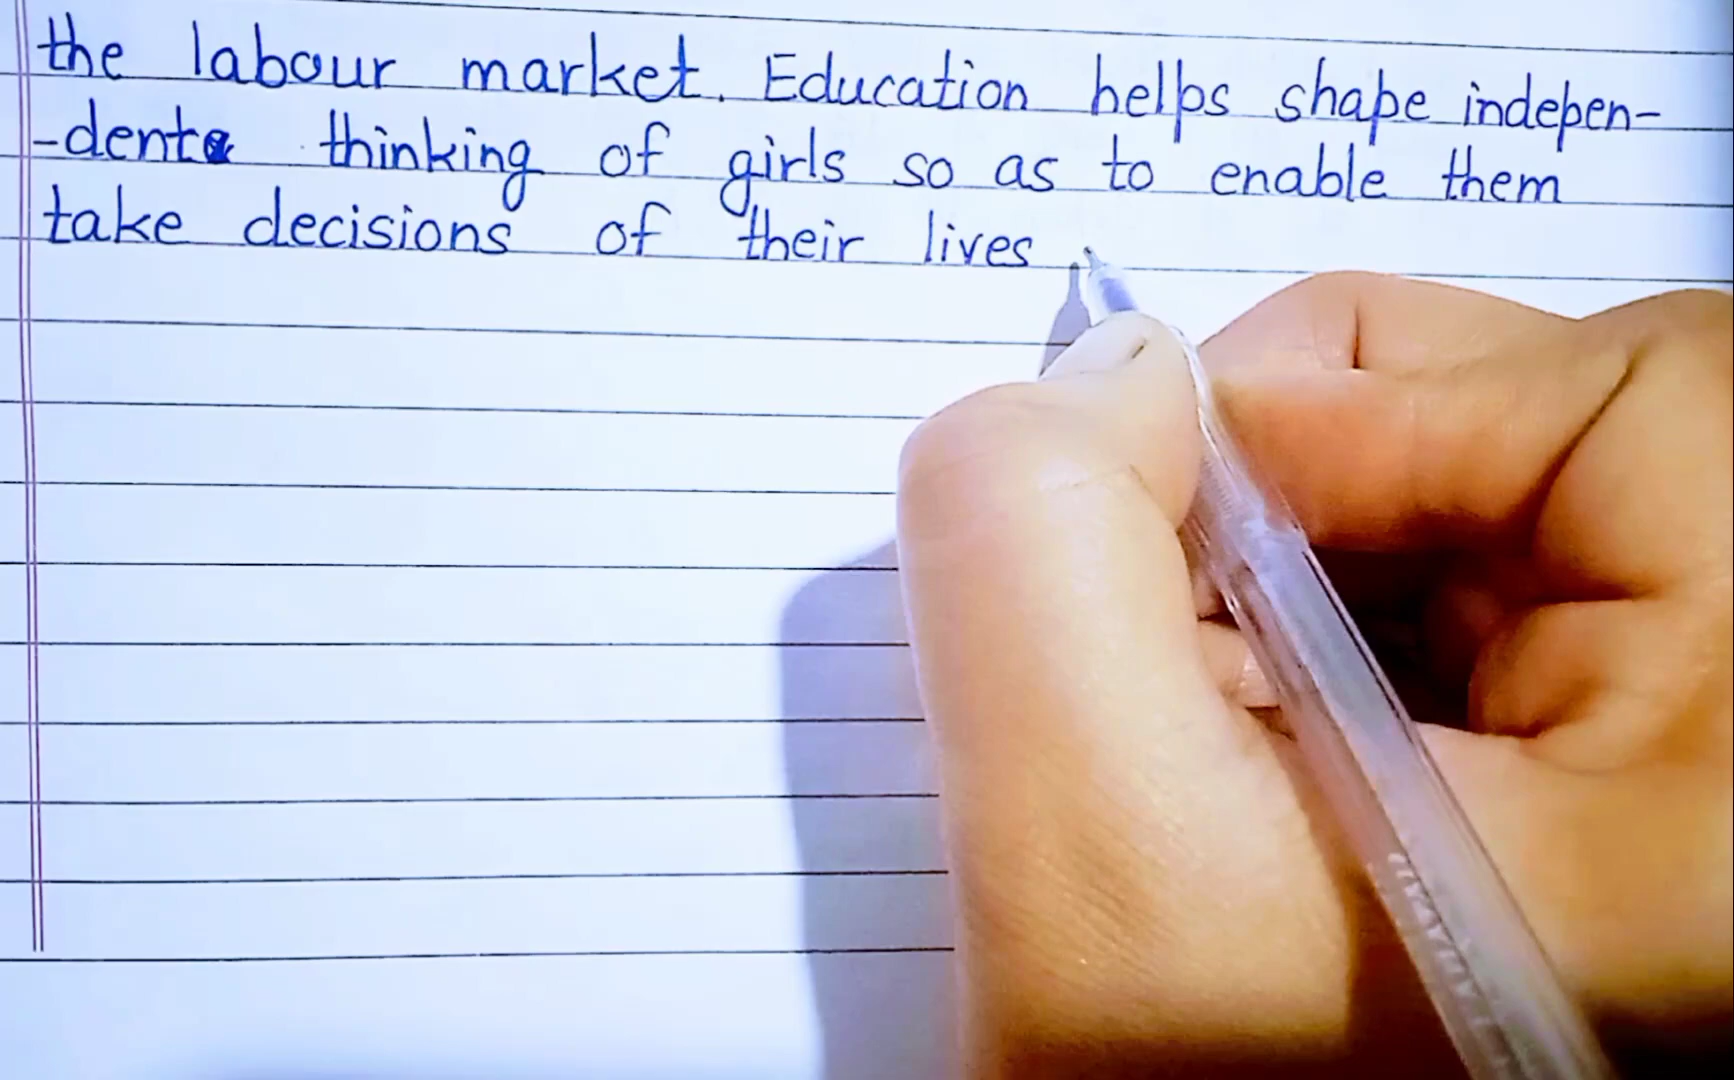 the labour market. Education helps shape indepen-
-dent thinking of girls so as to enable them
take decisions of their lives